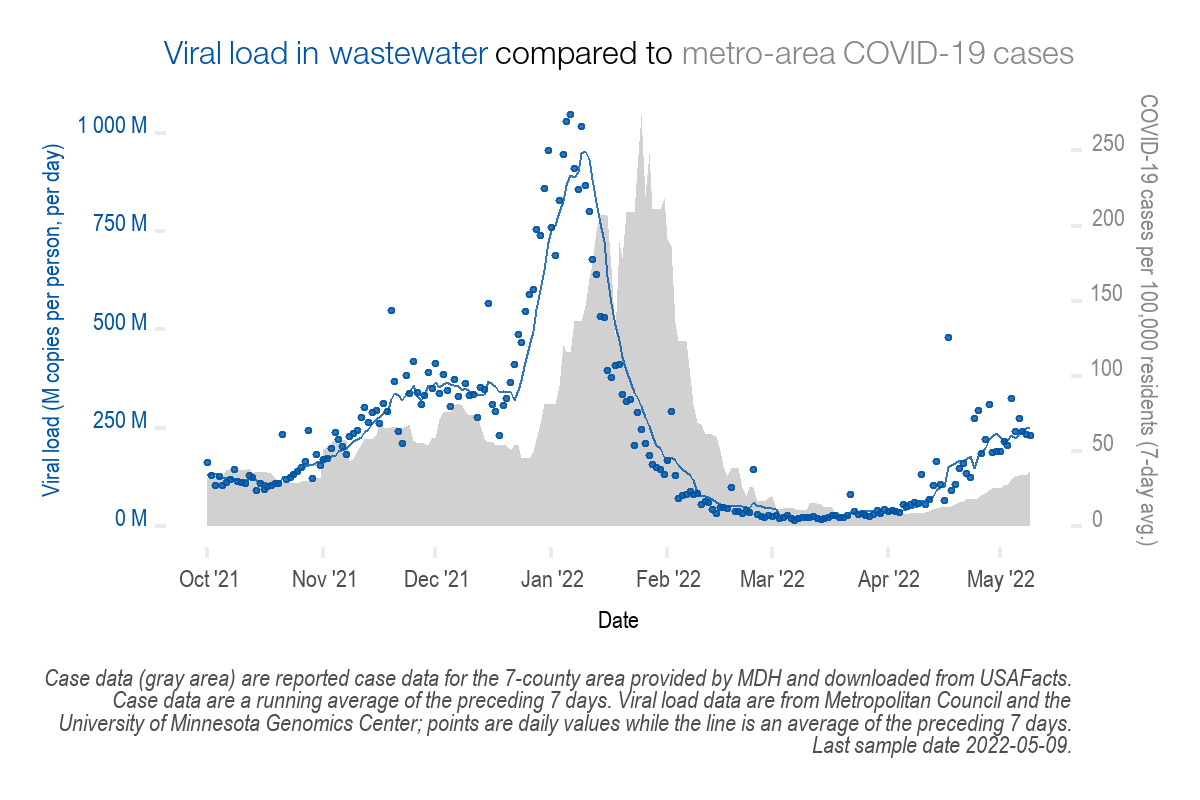 Viral load in wastewater compared to metro-area COVID-19 cases
Viral load (M copies per person, per day)
1 000 M
750 M
500 M
250 M
0 M
250
200
150
100
50
0
COVID-19 cases per 100,000 residents (7-day avg.)
Oct '21
Nov '21
Dec '21
Jan '22
Feb '22
Mar '22
Apr '22
May '22
Date
Case data (gray area) are reported case data for the 7-county area provided by MDH and downloaded from USAFacts.
Case data are a running average of the preceding 7 days. Viral load data are from Metropolitan Council and the
University of Minnesota Genomics Center; points are daily values while the line is an average of the preceding 7 days.
Last sample date 2022-05-09.